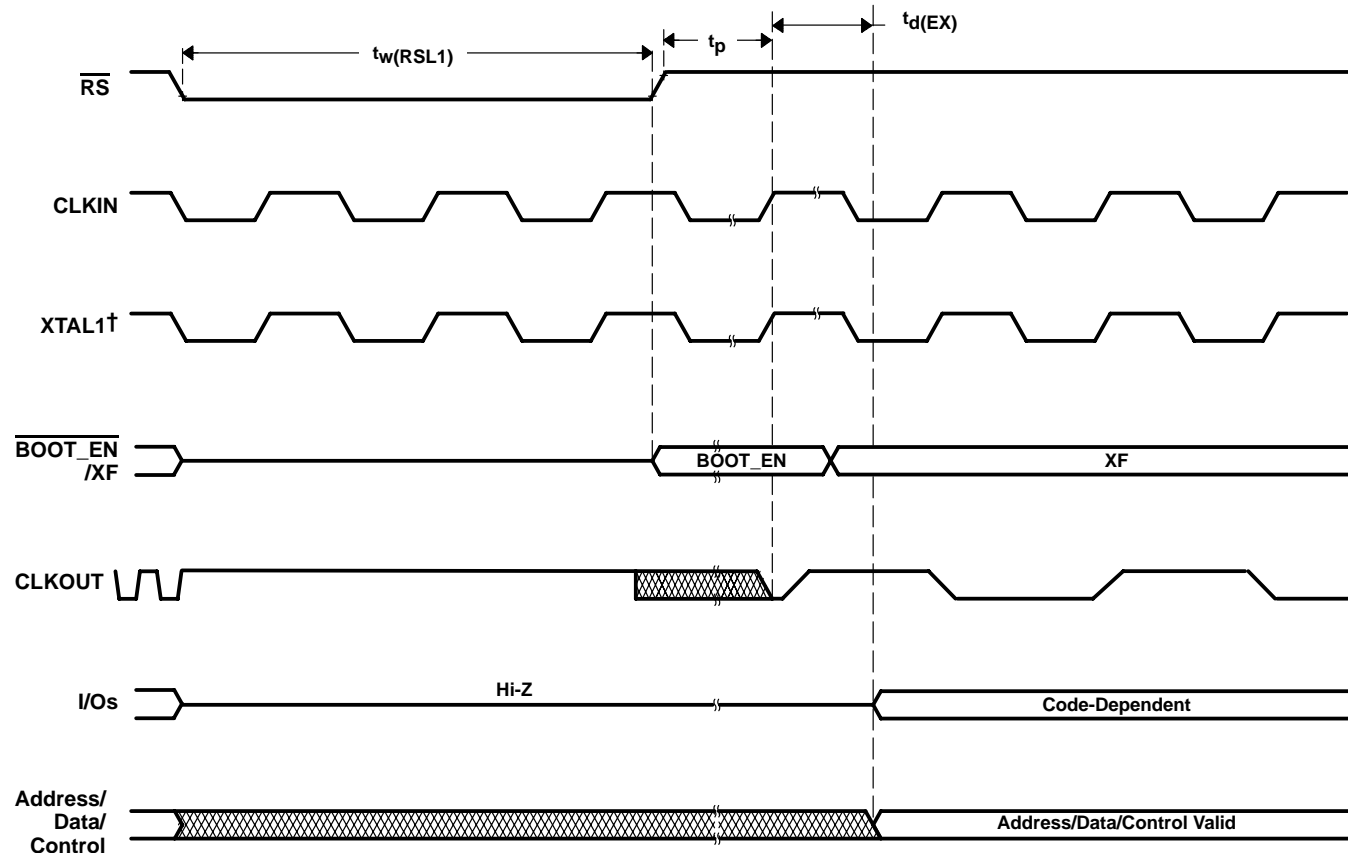 td(EX)
tw(RSL1)
tp
RS
CLKIN
XTAL1†
BOOT_EN
/XF
BOOT_EN
XF
CLKOUT
I/Os
Hi-Z
Code-Dependent
Address/
Data/
Control
Address/Data/Control Valid